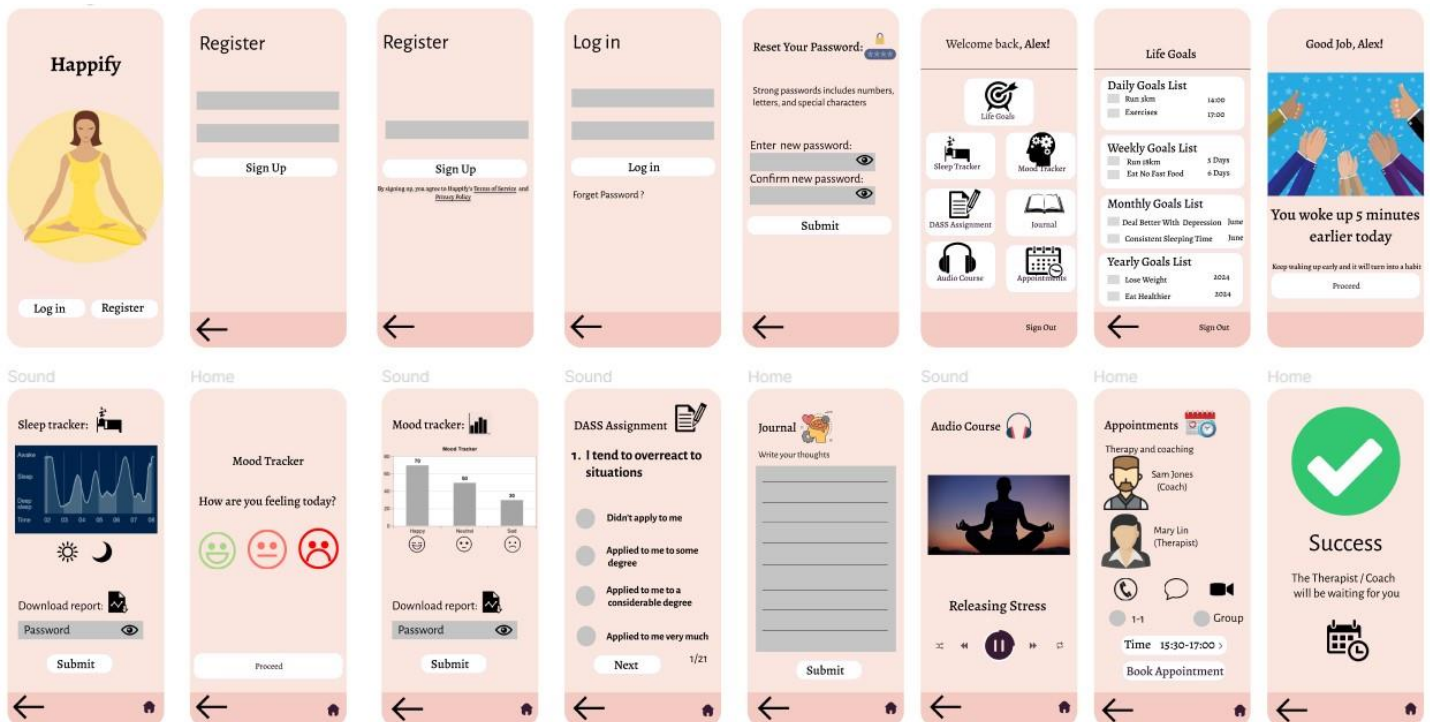 Happify
Log in
Register
Register
Sign Up
Register
Sign Up
By signing up, you agree to Happify's Terms of Service and
Privacy Policy
Log in
Log in
Forget Password ?
Reset Your Password:
****
Strong passwords includes numbers,
letters, and special characters
Enter new password:
Confirm new password:
Submit
Welcome back, Alex!
Life Goals
Sleep Tracker
Mood Tracker
DASS Assignment
Journal
Audio Course
Appointments
Sign Out
Life Goals
Daily Goals List
Run 5km 14:00
Exercises 17:00
Weekly Goals List
Run 18km 5 Days
Eat No Fast Food 6 Days
Monthly Goals List
Deal Better With Depression June
Consistent Sleeping Time June
Yearly Goals List
Lose Weight 2024
Eat Healthier 2024
Sign Out
Good Job, Alex!
You woke up 5 minutes
earlier today
Keep waking up early and it will turn into a habit
Proceed
Sound
Sleep tracker:
Awake
Sleep
Deep
sleep
Time 02 03 04 05 06 07 08
Download report:
Password
Submit
Home
Mood Tracker
How are you feeling today?
Proceed
Sound
Mood tracker:
Mood Tracker
80
70
60
50
40
30
20
0
Happy Neutral Sad
Download report:
Password
Submit
Sound
DASS Assignment
1. I tend to overreact to
situations
Didn't apply to me
Applied to me to some
degree
Applied to me to a
considerable degree
Applied to me very much
Next 1/21
Home
Journal
Write your thoughts
Submit
Sound
Audio Course
Releasing Stress
Home
Appointments
Therapy and coaching
Sam Jones
(Coach)
Mary Lin
(Therapist)
1-1 Group
Time 15:30-17:00 >
Book Appointment
Home
Success
The Therapist / Coach
will be waiting for you